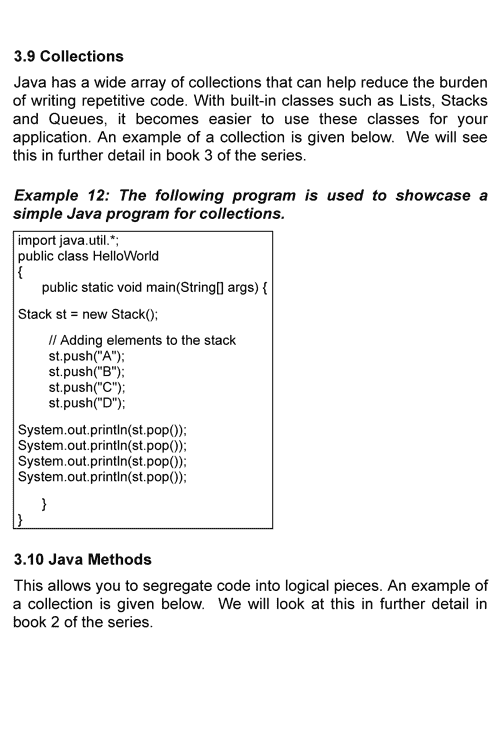 3.9 Collections
Java has a wide array of collections that can help reduce the burden
of writing repetitive code. With built-in classes such as Lists, Stacks
and Queues, it becomes easier to use these classes for your
application. An example of a collection is given below.  We will see
this in further detail in book 3 of the series.
Example 12: The following program is used to showcase a
simple Java program for collections.
import java.util.*;
public class HelloWorld
{
public static void main(String[] args) {
Stack st = new Stack();
// Adding elements to the stack
st.push("A");
st.push("B");
st.push("C");
st.push("D");
System.out.println(st.pop());
System.out.println(st.pop());
System.out.println(st.pop());
System.out.println(st.pop());
}
}
3.10 Java Methods
This allows you to segregate code into logical pieces. An example of
a collection is given below.  We will look at this in further detail in
book 2 of the series.